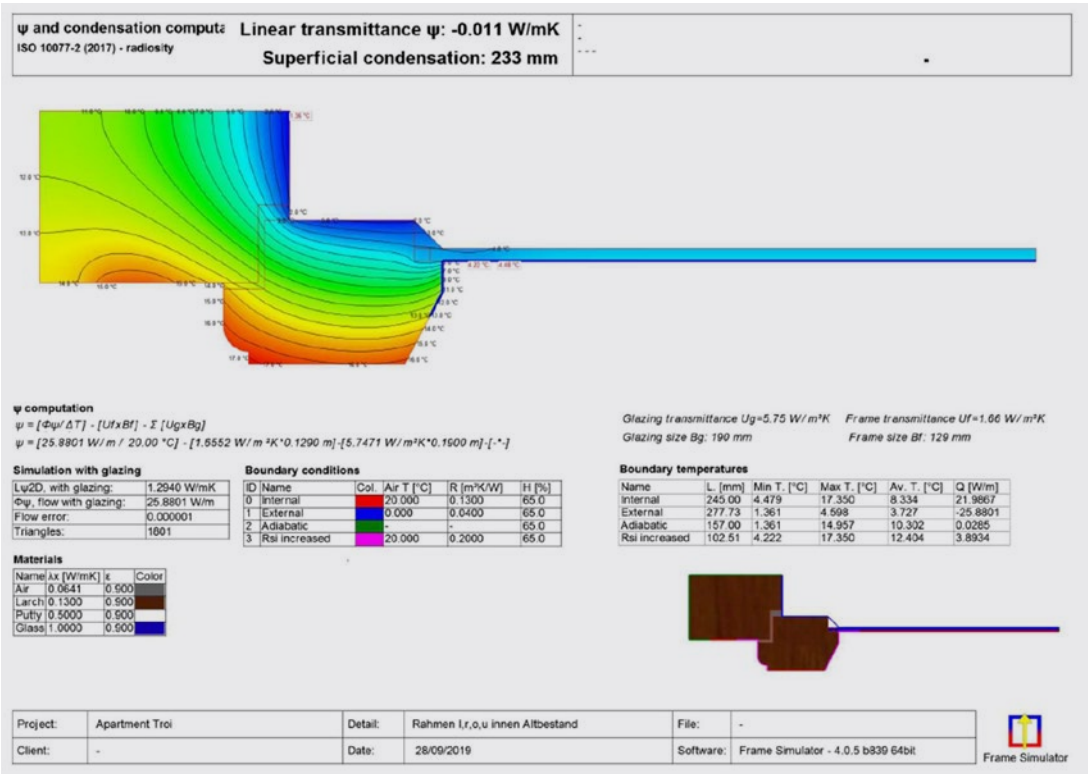 ψ and condensation computa
ISO 10077-2 (2017) - radiosity
Linear transmittance ψ: -0.011 W/mK
Superficial condensation: 233 mm
-
-
- - -
ψ computation
ψ = [Φψ/ΔT] - [UfxBf] - Σ [UgxBg]
ψ = [25.8801 W/m / 20.00 °C] - [1.6552 W/m²K*0.1290 m]-[5.7471 W/m²K*0.1900 m]-[-*-]
Glazing transmittance Ug=5.75 W/m²K Frame transmittance Uf=1.66 W/m²K
Glazing size Bg: 190 mm Frame size Bf: 129 mm
Simulation with glazing
Lψ2D, with glazing: 1.2940 W/mK
Φψ, flow with glazing: 25.8801 W/m
Flow error: 0.000001
Triangles: 1801
Boundary conditions
ID Name Col. Air T [°C] R [m²K/W] H [%]
0 Internal 20.000 0.1300 65.0
1 External 0.000 0.0400 65.0
2 Adiabatic - - 65.0
3 Rsi increased 20.000 0.2000 65.0
Boundary temperatures
Name L. [mm] Min T. [°C] Max T. [°C] Av. T. [°C] Q [W/m]
Internal 245.00 4.479 17.350 8.334 21.9867
External 277.73 1.361 4.598 3.727 -25.8801
Adiabatic 157.00 1.361 14.957 10.302 0.0285
Rsi increased 102.51 4.222 17.350 12.404 3.8934
Materials
Name λx [W/mK] ε Color
Air 0.0641 0.900
Larch 0.1300 0.900
Putty 0.5000 0.900
Glass 1.0000 0.900
Project: Apartment Troi Detail: Rahmen l,r,o,u innen Altbestand File: -
Client: - Date: 28/09/2019 Software: Frame Simulator - 4.0.5 b839 64bit
Frame Simulator